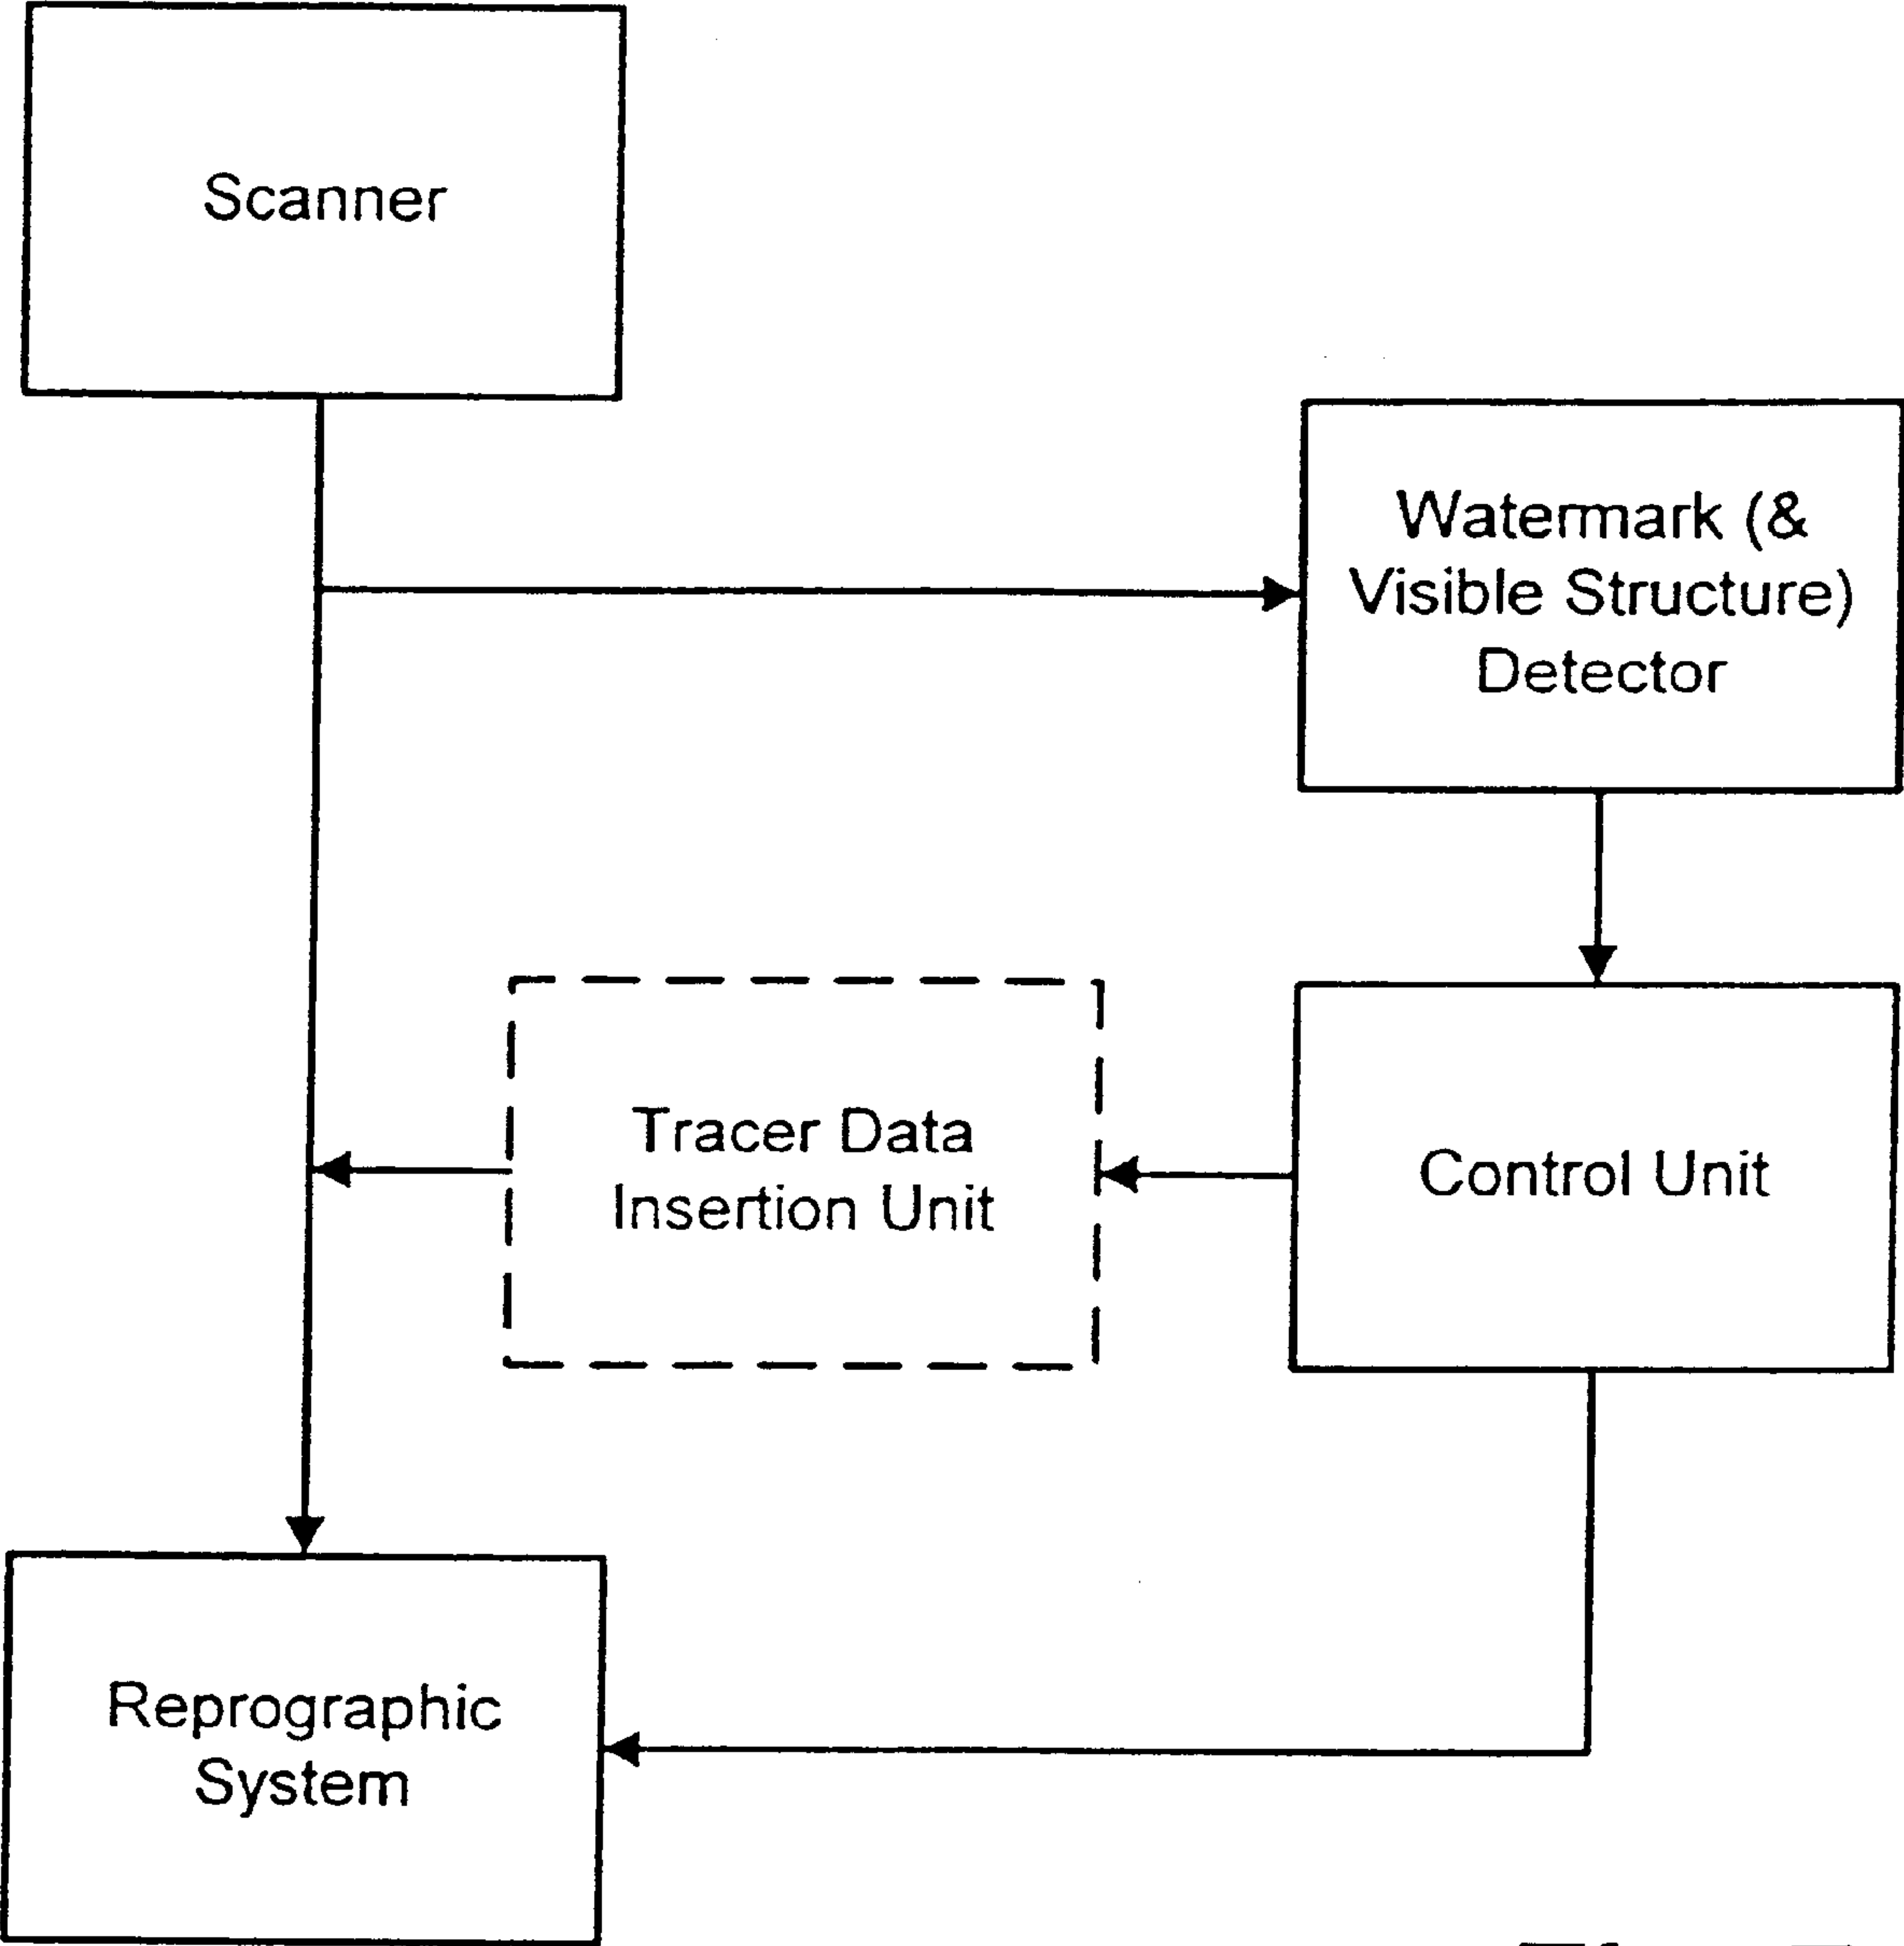 Scanner
Watermark (&
Visible Structure)
Detector
Tracer Data
Insertion Unit
Control Unit
Reprographic
System